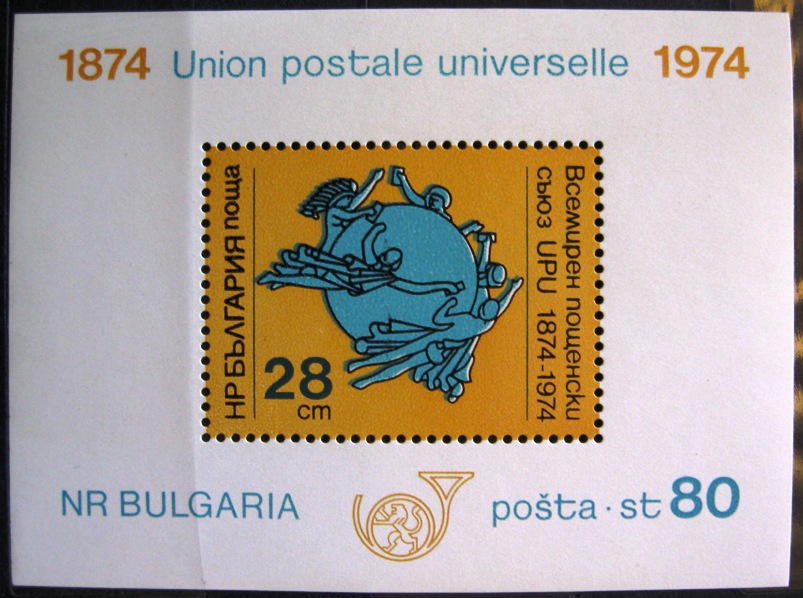 1874 Union postale universelle 1974
НР БЪЛГАРИЯ поща
28
cm
Всемирен пощенски
съюз UPU 1874-1974
NR BULGARIA
pošta · st 80